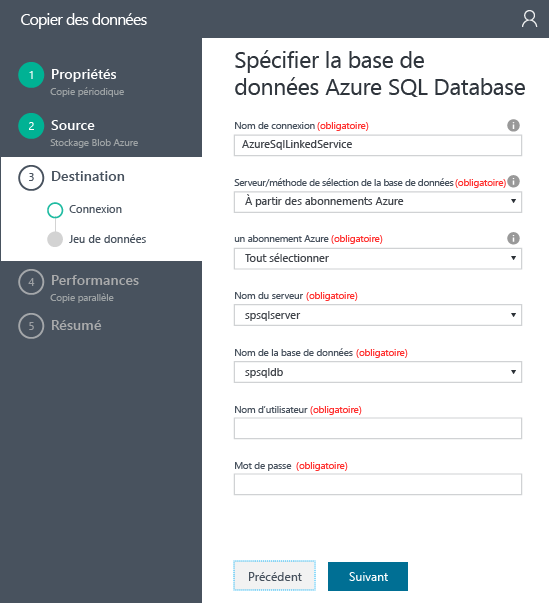 Copier des données
1 Propriétés
Copie périodique
2 Source
Stockage Blob Azure
3 Destination
Connexion
Jeu de données
4 Performances
Copie parallèle
5 Résumé
Spécifier la base de
données Azure SQL Database
Nom de connexion (obligatoire)
AzureSqlLinkedService
Serveur/méthode de sélection de la base de données (obligatoire)
À partir des abonnements Azure
un abonnement Azure (obligatoire)
Tout sélectionner
Nom du serveur (obligatoire)
spsqlserver
Nom de la base de données (obligatoire)
spsqldb
Nom d'utilisateur (obligatoire)
Mot de passe (obligatoire)
Précédent
Suivant